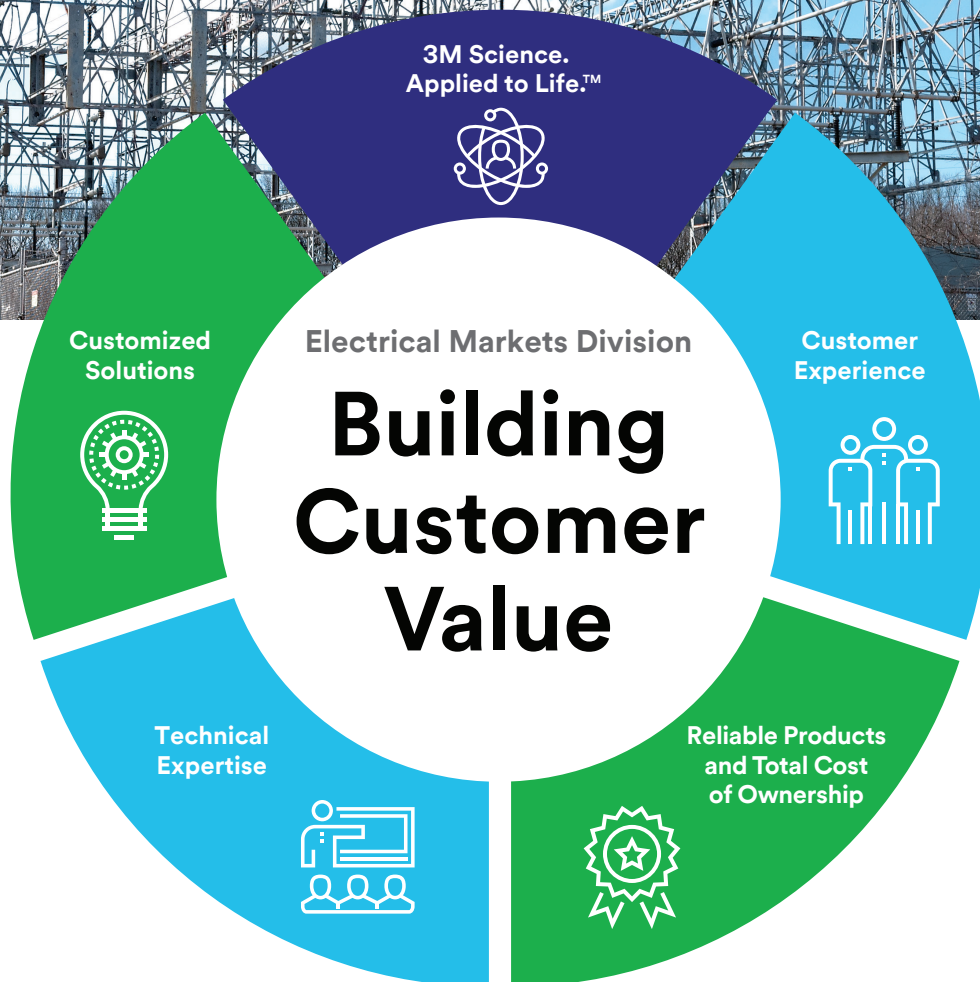 3M Science.
Applied to Life.™
Customized
Solutions
Electrical Markets Division
Building
Customer
Value
Customer
Experience
Technical
Expertise
Reliable Products
and Total Cost
of Ownership